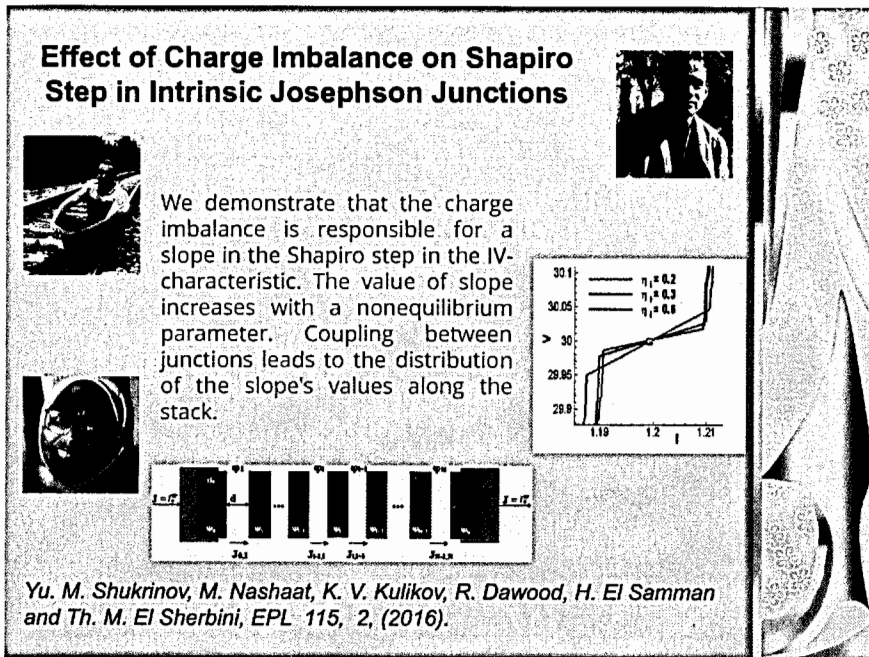 Effect of Charge Imbalance on Shapiro
Step in Intrinsic Josephson Junctions
We demonstrate that the charge
imbalance is responsible for a
slope in the Shapiro step in the IV-
characteristic. The value of slope
increases with a nonequilibrium
parameter. Coupling between
junctions leads to the distribution
of the slope's values along the
stack.
30.1
30.05
30
29.95
29.9
V
η = 0.2
η = 0.3
1.19 1.2 I 1.21
d
...
...
Yu. M. Shukrinov, M. Nashaat, K. V. Kulikov, R. Dawood, H. El Samman
and Th. M. El Sherbini, EPL 115, 2, (2016).